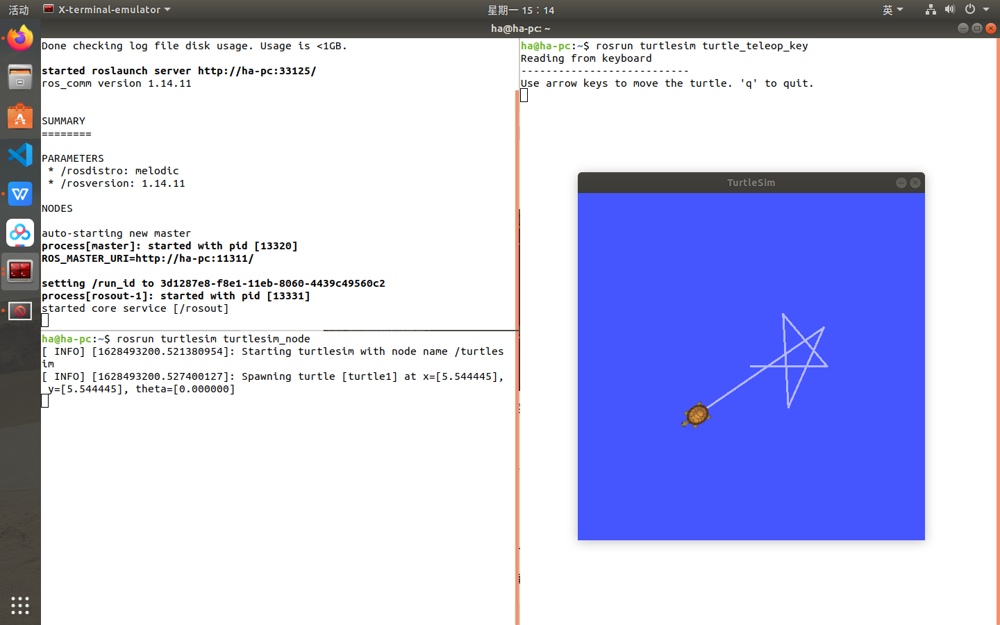 活动
X-terminal-emulator
星期一 15：14
英
ha@ha-pc: ~
Done checking log file disk usage. Usage is <1GB.
started roslaunch server http://ha-pc:33125/
ros_comm version 1.14.11
SUMMARY
========
PARAMETERS
 * /rosdistro: melodic
 * /rosversion: 1.14.11
NODES
auto-starting new master
process[master]: started with pid [13320]
ROS_MASTER_URI=http://ha-pc:11311/
setting /run_id to 3d1287e8-f8e1-11eb-8060-4439c49560c2
process[rosout-1]: started with pid [13331]
started core service [/rosout]
ha@ha-pc:~$ rosrun turtlesim turtlesim_node
[ INFO] [1628493200.521380954]: Starting turtlesim with node name /turtles
im
[ INFO] [1628493200.527400127]: Spawning turtle [turtle1] at x=[5.544445],
 y=[5.544445], theta=[0.000000]
ha@ha-pc:~$ rosrun turtlesim turtle_teleop_key
Reading from keyboard
---------------------------
Use arrow keys to move the turtle. 'q' to quit.
TurtleSim